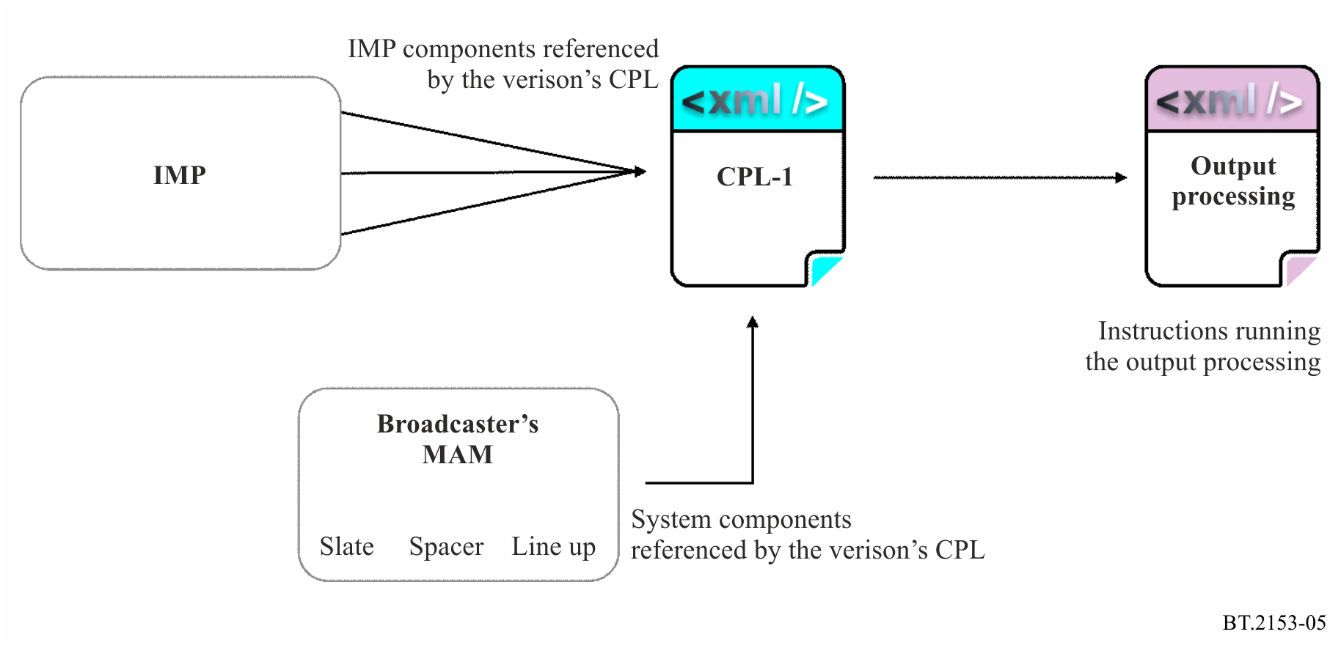 IMP components referenced
by the verison's CPL
<xml />
<xml />
IMP
CPL-1
Output
processing
Instructions running
the output processing
Broadcaster's
MAM
Slate Spacer Line up
System components
referenced by the verison's CPL
BT.2153-05